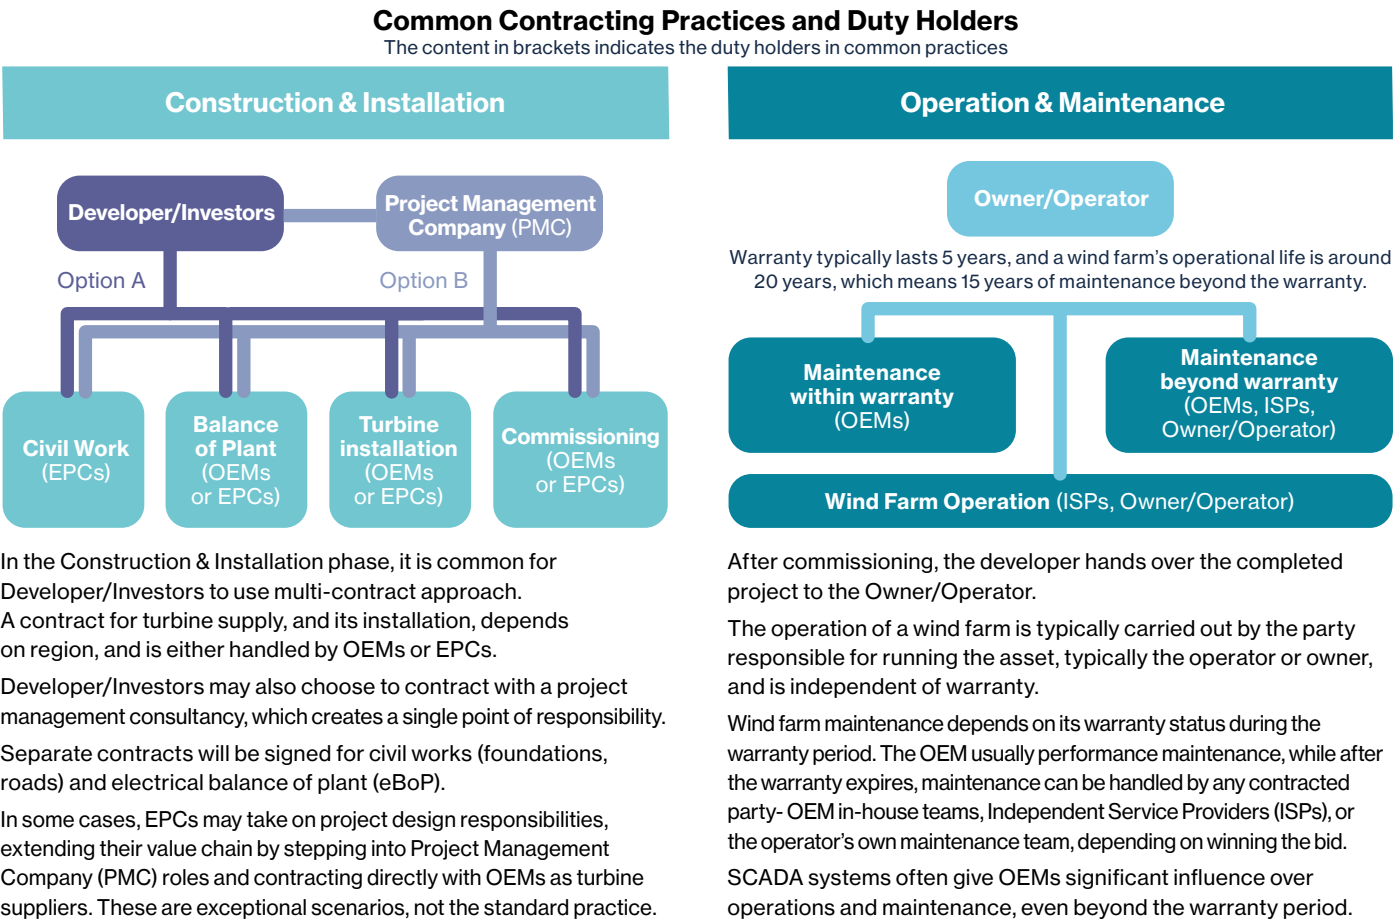 Common Contracting Practices and Duty Holders
The content in brackets indicates the duty holders in common practices
Construction & Installation
Developer/Investors
Project Management
Company (PMC)
Option A
Option B
Civil Work
(EPCs)
Balance
of Plant
(OEMs
or EPCs)
Turbine
installation
(OEMs
or EPCs)
Commissioning
(OEMs
or EPCs)
In the Construction & Installation phase, it is common for
Developer/Investors to use multi-contract approach.
A contract for turbine supply, and its installation, depends
on region, and is either handled by OEMs or EPCs.
Developer/Investors may also choose to contract with a project
management consultancy, which creates a single point of responsibility.
Separate contracts will be signed for civil works (foundations,
roads) and electrical balance of plant (eBoP).
In some cases, EPCs may take on project design responsibilities,
extending their value chain by stepping into Project Management
Company (PMC) roles and contracting directly with OEMs as turbine
suppliers. These are exceptional scenarios, not the standard practice.
Operation & Maintenance
Owner/Operator
Warranty typically lasts 5 years, and a wind farm's operational life is around
20 years, which means 15 years of maintenance beyond the warranty.
Maintenance
within warranty
(OEMs)
Maintenance
beyond warranty
(OEMs, ISPs,
Owner/Operator)
Wind Farm Operation (ISPs, Owner/Operator)
After commissioning, the developer hands over the completed
project to the Owner/Operator.
The operation of a wind farm is typically carried out by the party
responsible for running the asset, typically the operator or owner,
and is independent of warranty.
Wind farm maintenance depends on its warranty status during the
warranty period. The OEM usually performance maintenance, while after
the warranty expires, maintenance can be handled by any contracted
party- OEM in-house teams, Independent Service Providers (ISPs), or
the operator's own maintenance team, depending on winning the bid.
SCADA systems often give OEMs significant influence over
operations and maintenance, even beyond the warranty period.